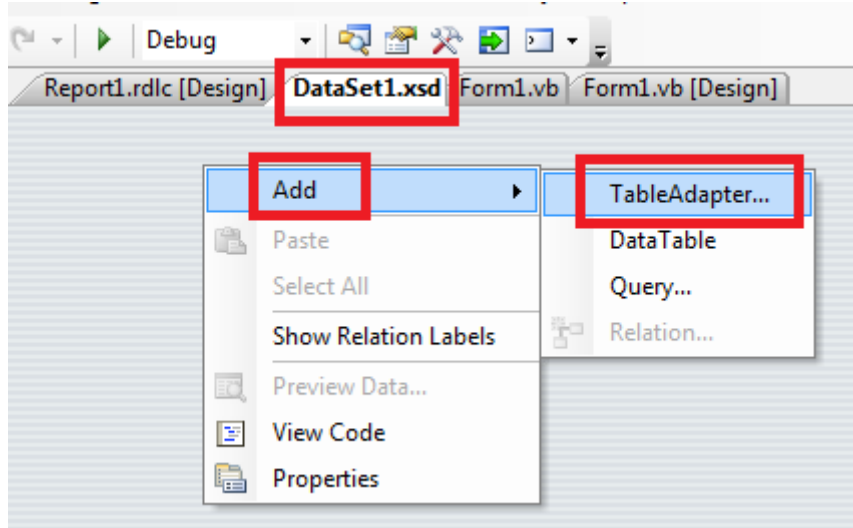 Debug
Report1.rdlc [Design] DataSet1.xsd Form1.vb Form1.vb [Design]
Add
Paste
Select All
Show Relation Labels
Preview Data...
View Code
Properties
TableAdapter...
DataTable
Query...
Relation...